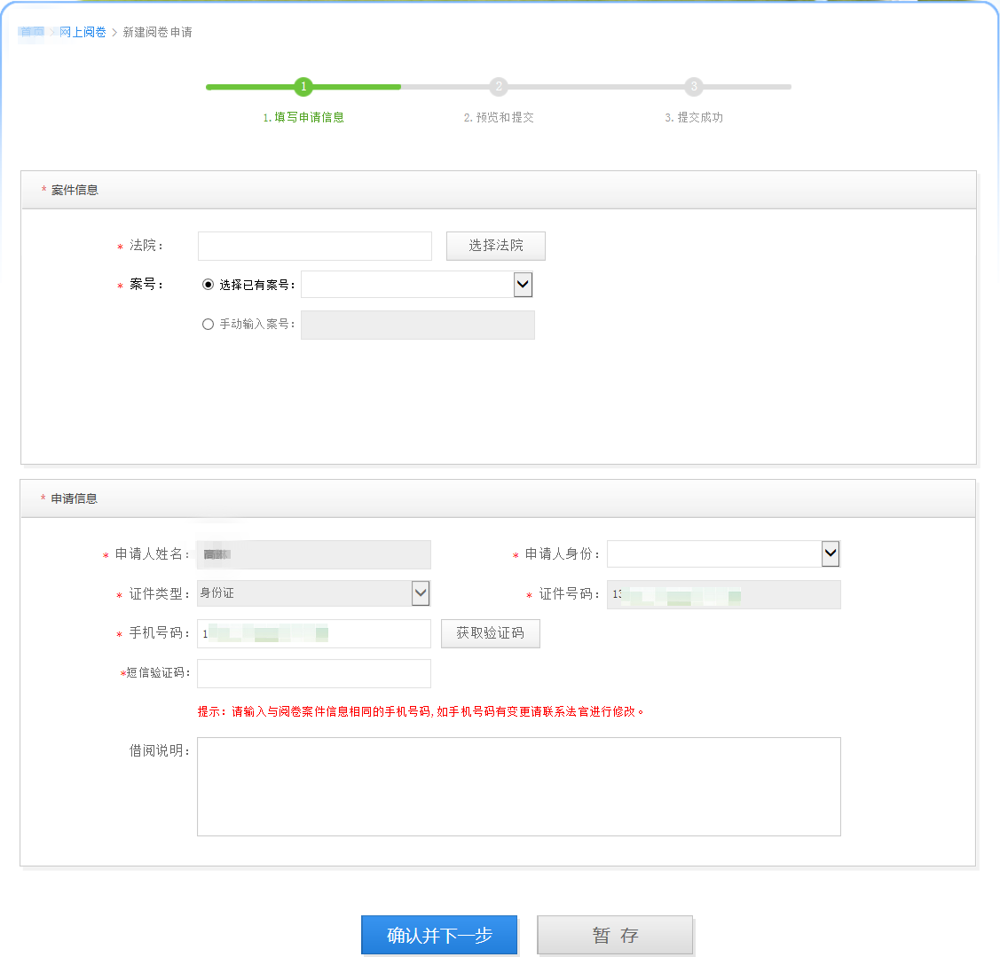 首页 > 网上阅卷 > 新建阅卷申请
1 2 3
1.填写申请信息 2.预览和提交 3.提交成功
* 案件信息
* 法院: 选择法院
* 案号: 选择已有案号:
手动输入案号:
* 申请信息
* 申请人姓名: * 申请人身份:
* 证件类型: 身份证 * 证件号码: 13
* 手机号码: 1 获取验证码
*短信验证码:
提示: 请输入与阅卷案件信息相同的手机号码,如手机号码有变更请联系法官进行修改。
借阅说明:
确认并下一步 暂 存